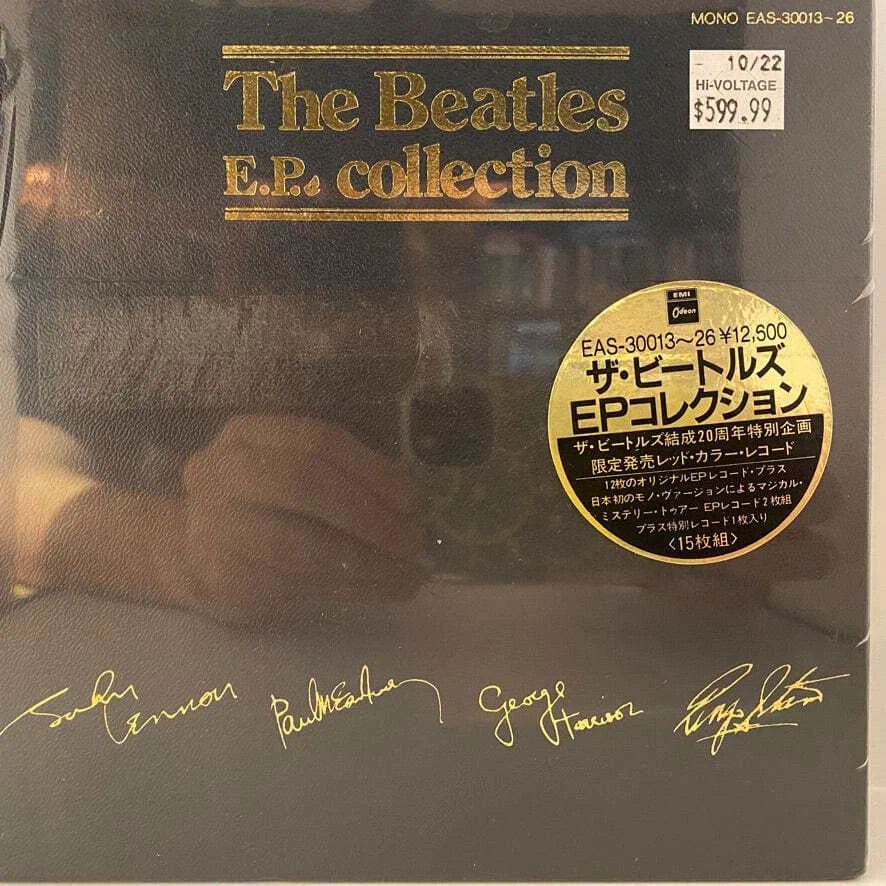 MONO EAS-30013~26
- 10/22
Hi-VOLTAGE
$599.99
The Beatles
E.P. collection
EMI
Odeon
EAS-30013~26 ¥12,500
ザ・ビートルズ
EPコレクション
ザ・ビートルズ結成20周年特別企画
限定発売レッド・カラー・レコード
12枚のオリジナルEPレコード・プラス
日本初のモノ・ヴァージョンによるマジカル・
ミステリー・トゥアー EPレコード2枚組
プラス特別レコード1枚入り
〈15枚組〉
John Lennon
Paul McCartney
George Harrison
Ringo Starr